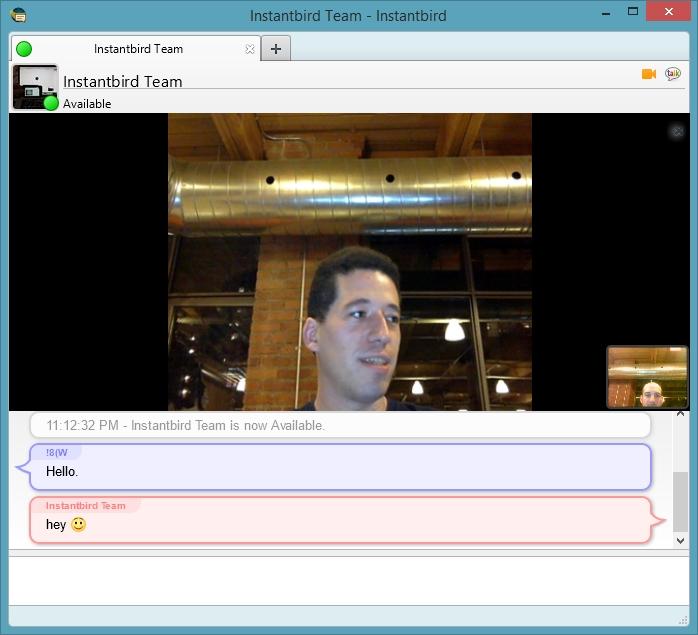 Instantbird Team - Instantbird
Instantbird Team
Instantbird Team
talk
Available
11:12:32 PM - Instantbird Team is now Available.
!8(W
Hello.
Instantbird Team
hey